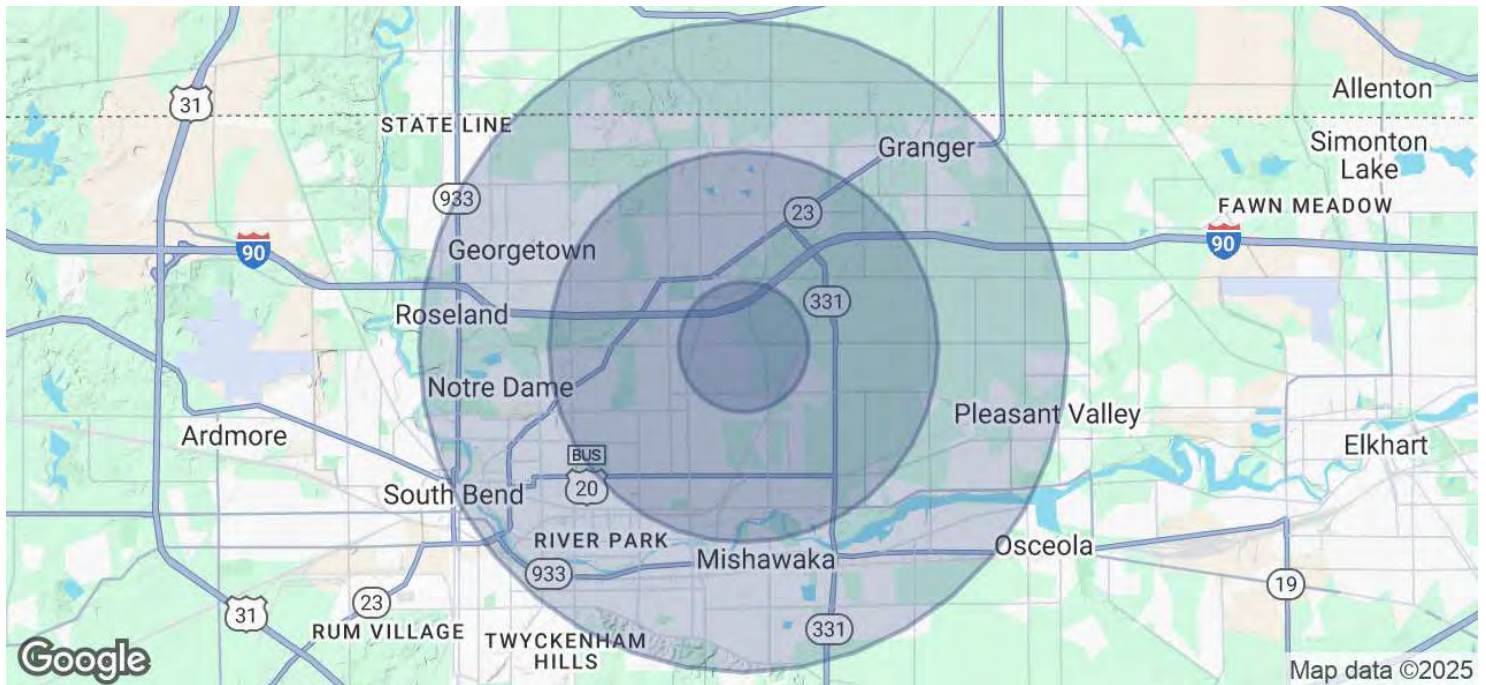 Allenton
31
STATE LINE
Simonton
Lake
Granger
933
23
FAWN MEADOW
90
Georgetown
90
331
Roseland
Notre Dame
Pleasant Valley
Ardmore
Elkhart
BUS
20
South Bend
RIVER PARK
Mishawaka
Osceola
933
19
23
31
RUM VILLAGE
331
TWYCKENHAM
HILLS
Google
Map data ©2025